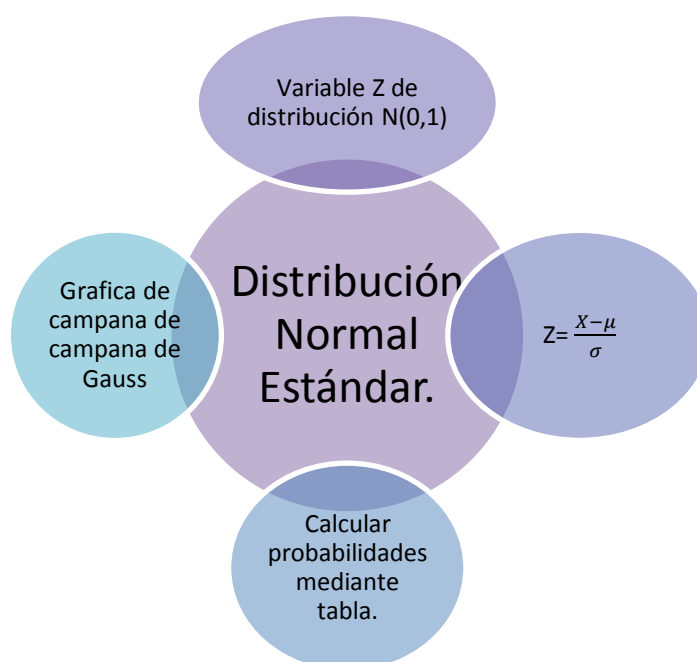 Variable Z de
distribución N(0,1)
Distribución
Normal
Estándar.
Grafica de
campana de
campana de
Gauss
Z= \frac{X-μ}{σ}
Calcular
probabilidades
mediante
tabla.